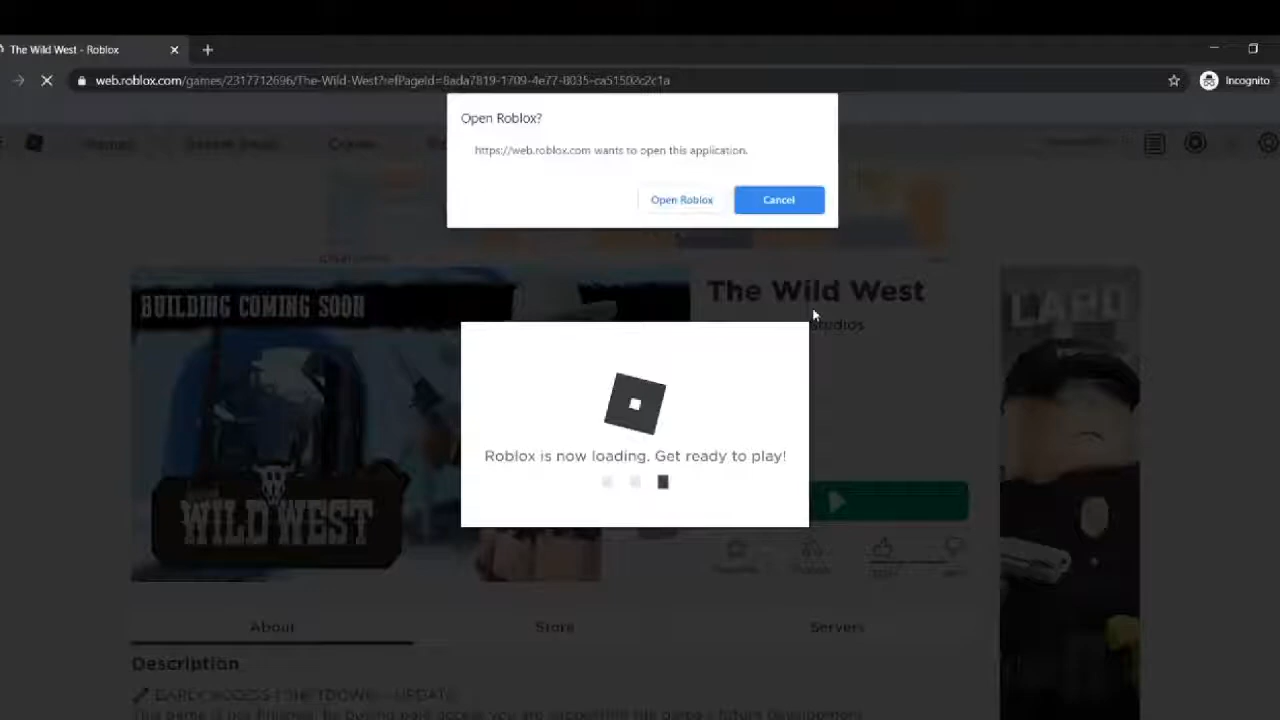 The Wild West - Roblox
web.roblox.com/games/2317712696/The-Wild-West?refPageId=8ada7819-1709-4e77-8035-ca51502c2c1a
Incognito
Open Roblox?
https://web.roblox.com wants to open this application.
Open Roblox
Cancel
BUILDING COMING SOON
The Wild West
Studios
Roblox is now loading. Get ready to play!
WILD WEST
About
Store
Servers
Description